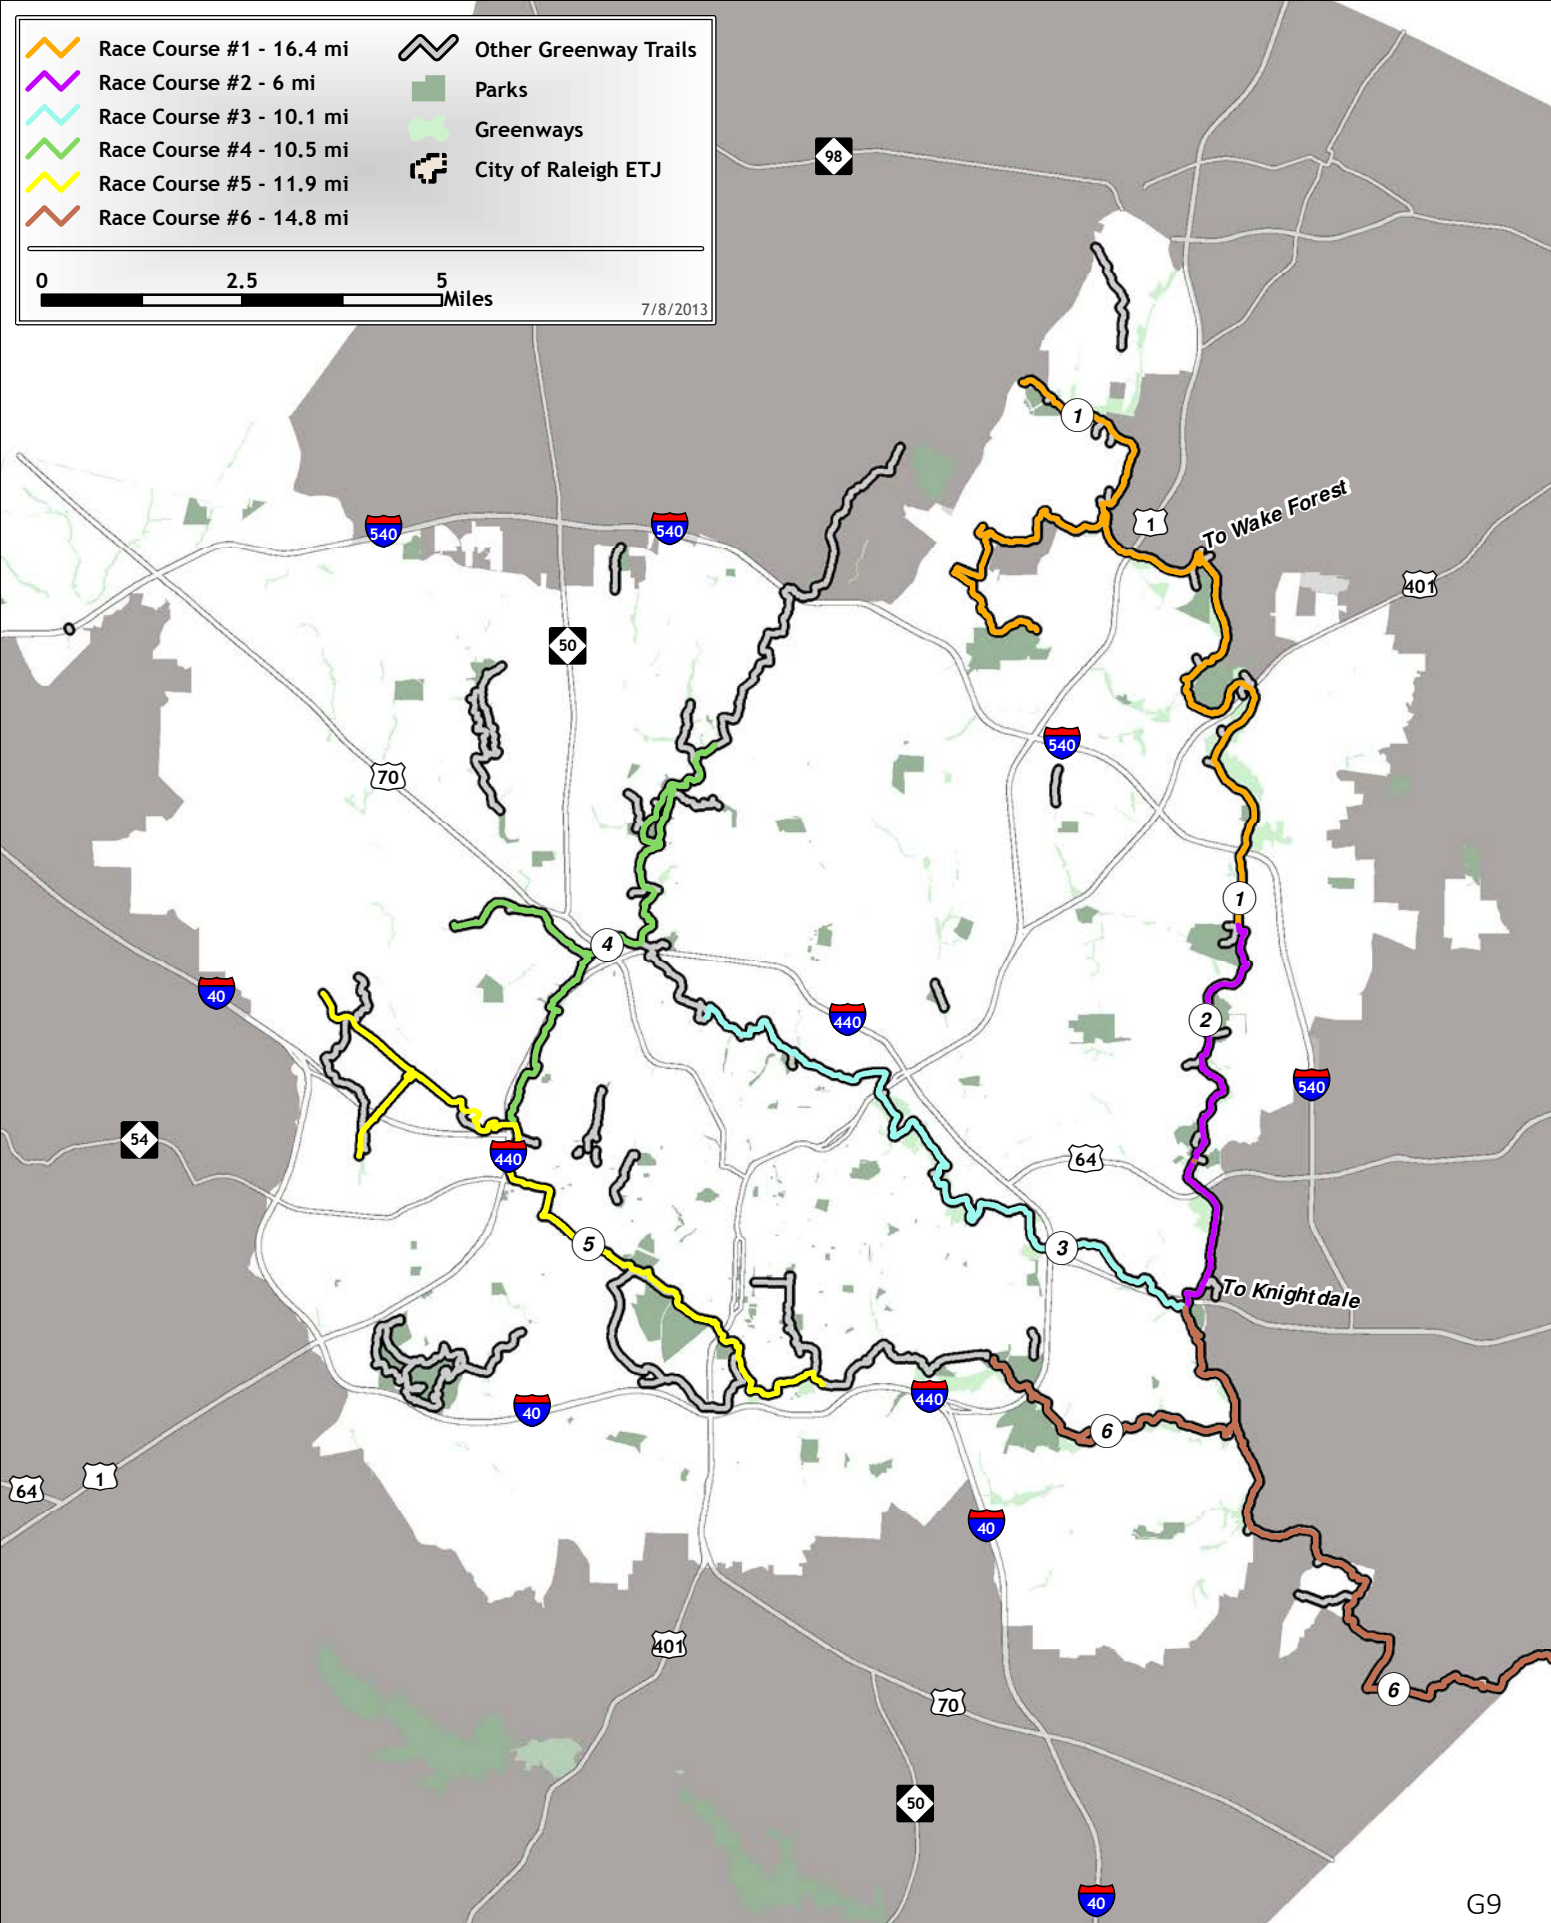 Race Course #1 - 16.4 mi
Race Course #2 - 6 mi
Race Course #3 - 10.1 mi
Race Course #4 - 10.5 mi
Race Course #5 - 11.9 mi
Race Course #6 - 14.8 mi
Other Greenway Trails
Parks
Greenways
City of Raleigh ETJ
0 2.5 5
Miles
7/8/2013
98
1
To Wake Forest
1
540
540
401
50
540
70
1
4
40
440
2
540
54
440
64
5
3
To Knightdale
40
440
6
1
64
40
401
6
70
50
40
G9